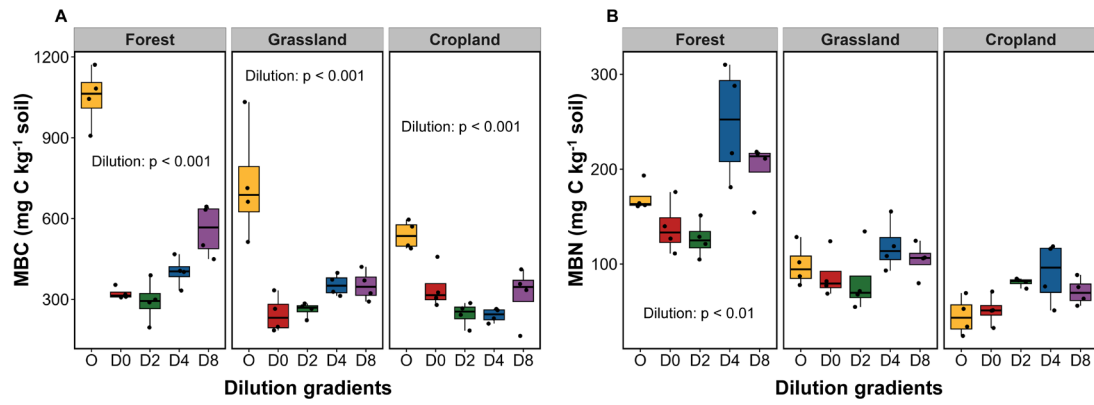 A
Forest
Grassland
Cropland
MBC (mg C kg⁻¹ soil)
1200
900
600
300
Dilution: p < 0.001
Dilution: p < 0.001
Dilution: p < 0.001
O D0 D2 D4 D8
O D0 D2 D4 D8
O D0 D2 D4 D8
Dilution gradients
B
Forest
Grassland
Cropland
MBN (mg C kg⁻¹ soil)
300
200
100
Dilution: p < 0.01
O D0 D2 D4 D8
O D0 D2 D4 D8
O D0 D2 D4 D8
Dilution gradients